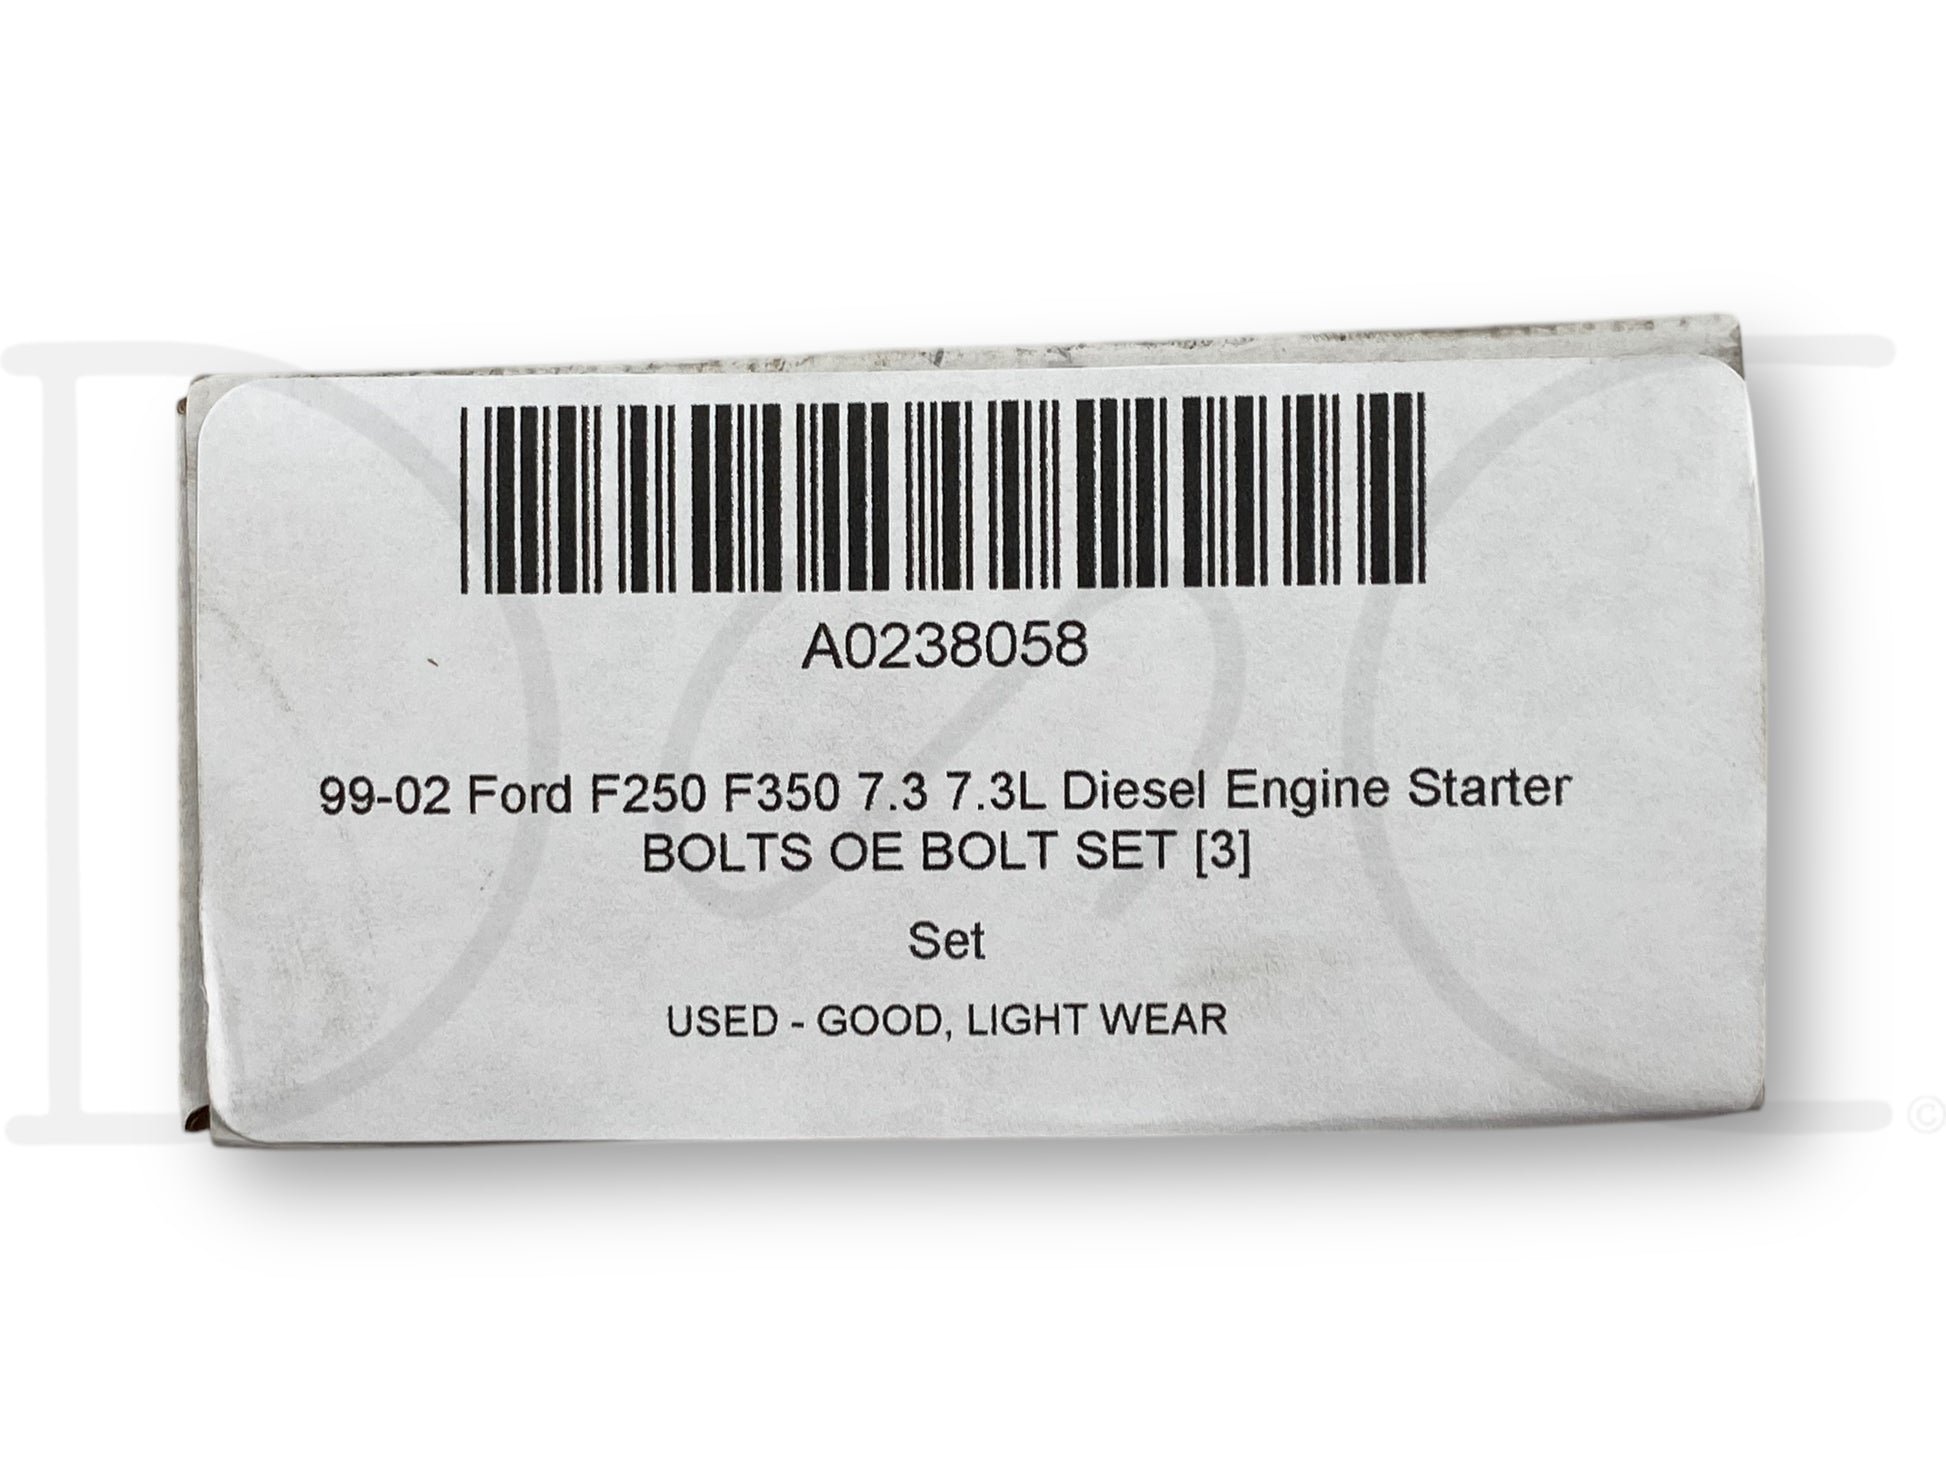 A0238058
99-02 Ford F250 F350 7.3 7.3L Diesel Engine Starter
BOLTS OE BOLT SET [3]
Set
USED - GOOD, LIGHT WEAR
©